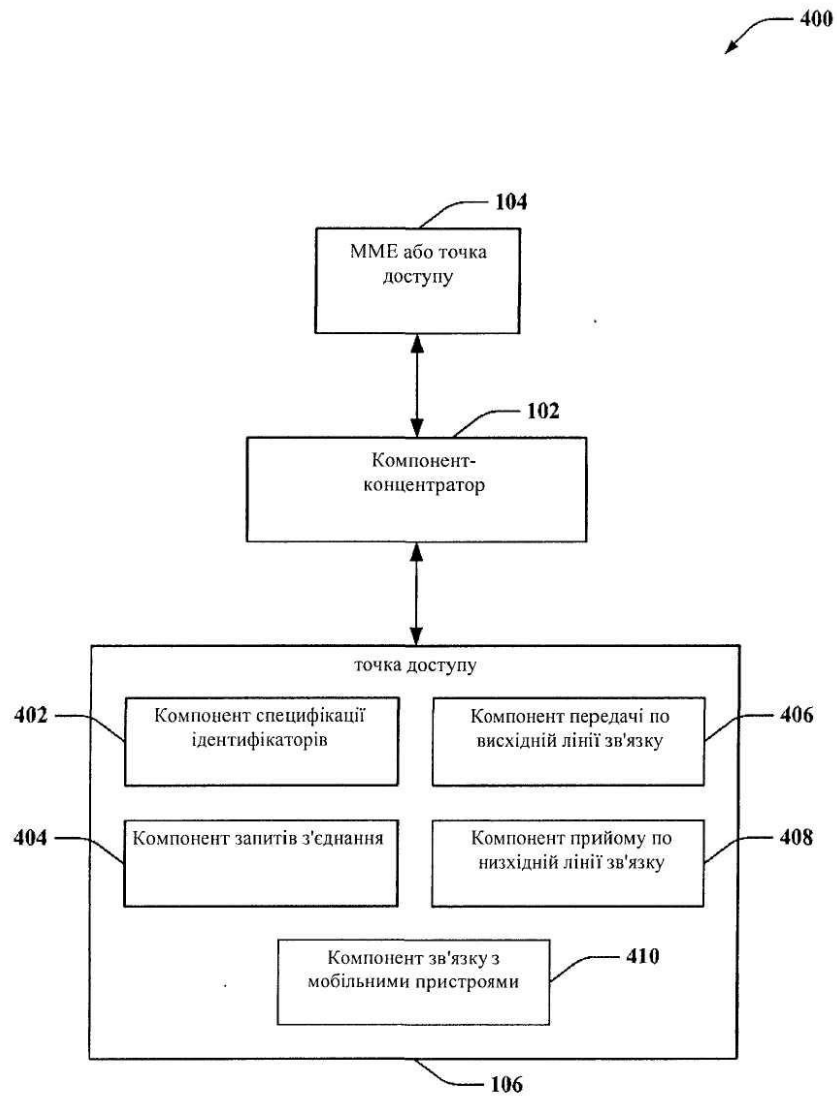 400
104
ММЕ або точка
доступу
102
Компонент-
концентратор
точка доступу
402
Компонент специфікації
ідентифікаторів
Компонент передачі по
висхідній лінії зв'язку
406
404
Компонент запитів з'єднання
Компонент прийому по
низхідній лінії зв'язку
408
Компонент зв'язку з
мобільними пристроями
410
106